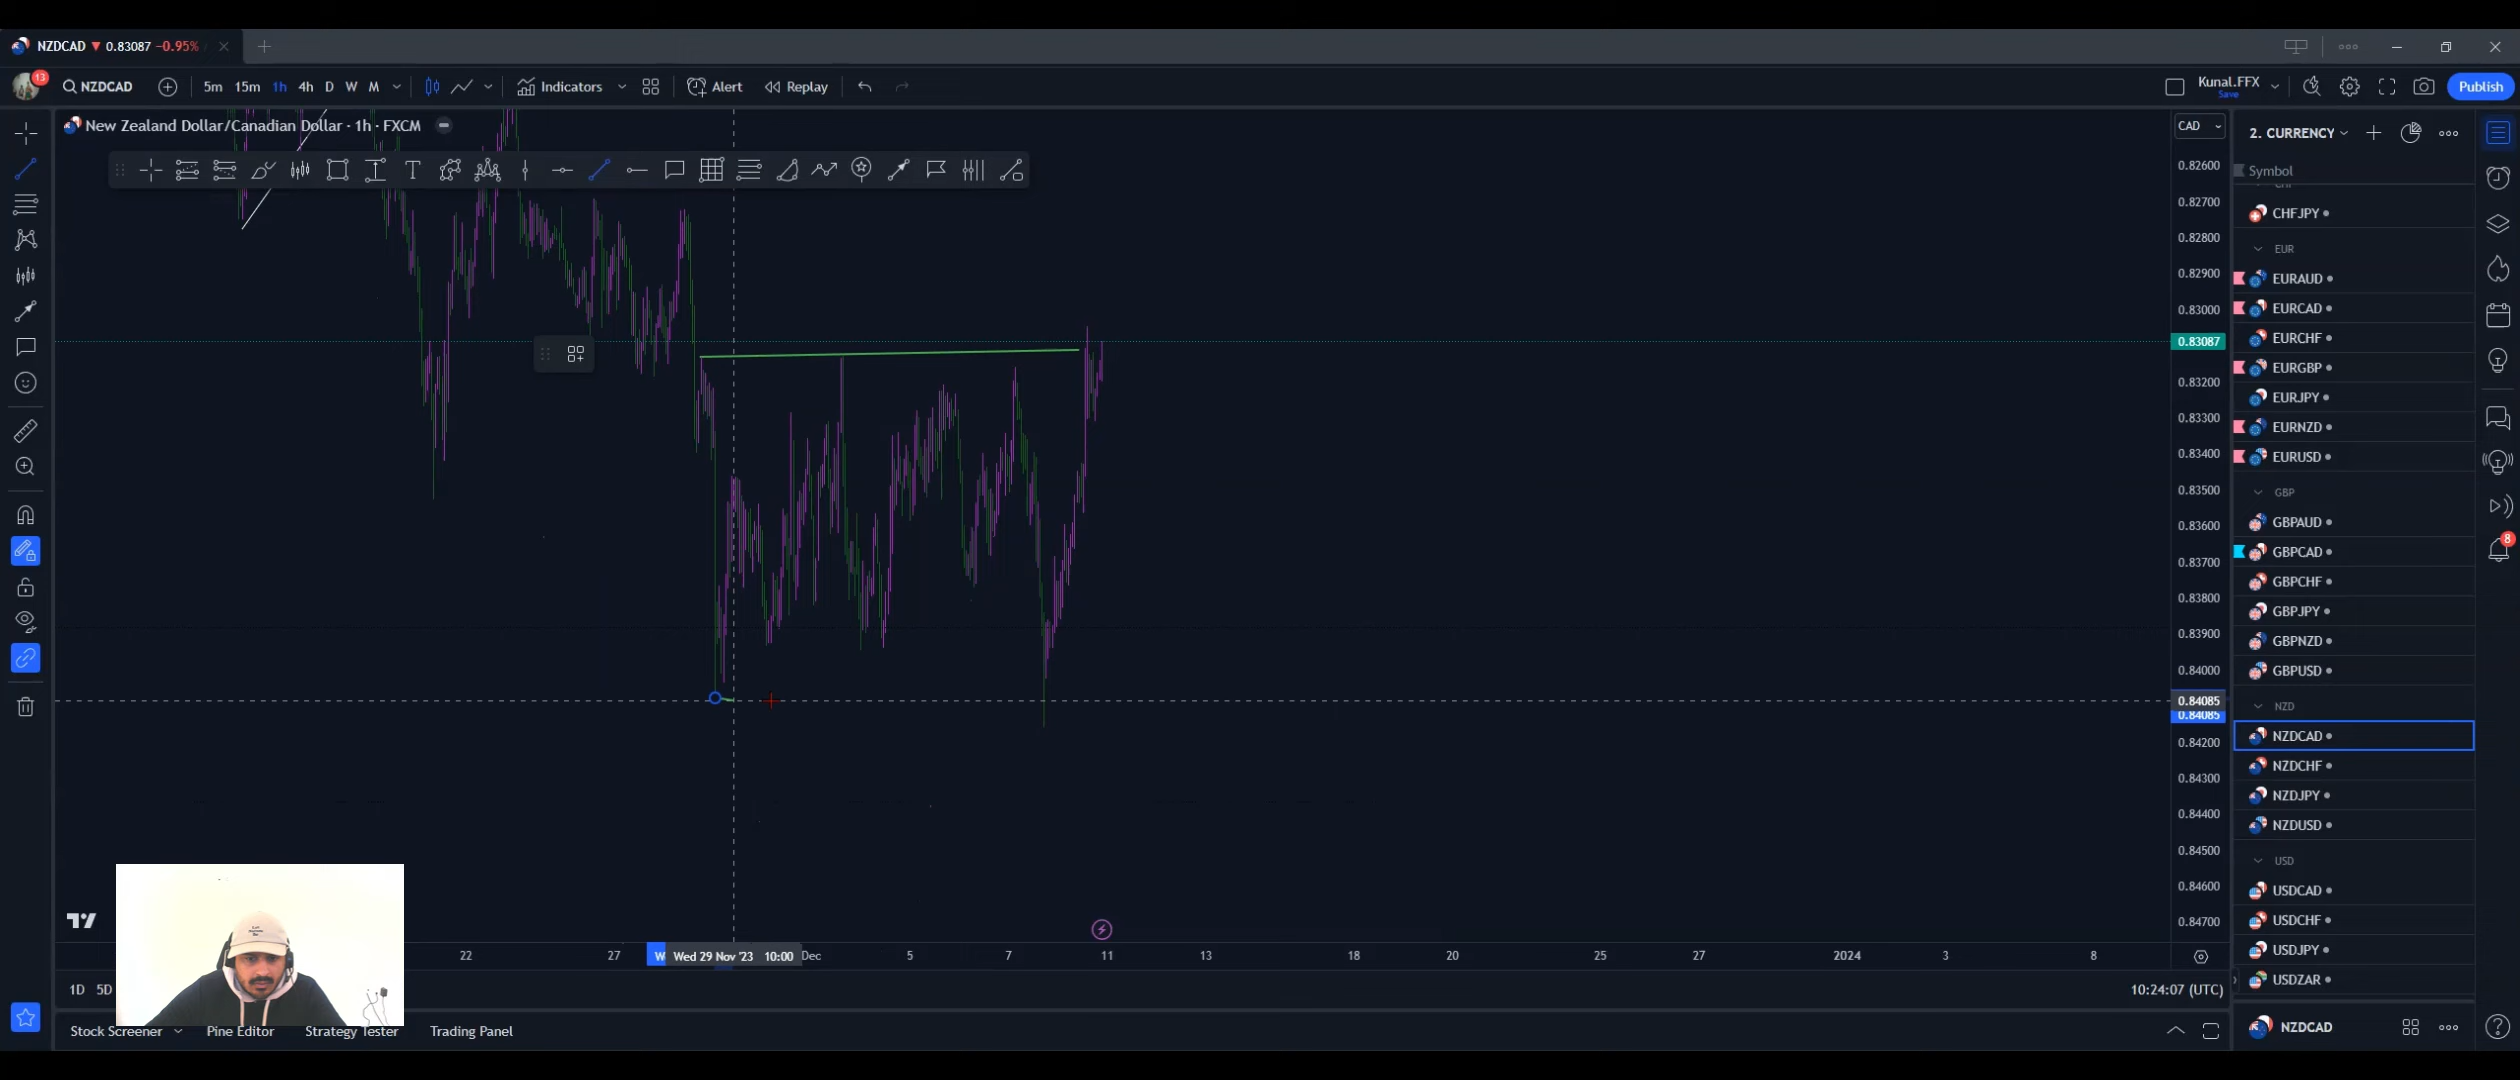 NZDCAD ▼ 0.83087 −0.95%
13
NZDCAD
5m 15m 1h 4h D W M
Indicators
Alert
Replay
Kunal.FFX
Save
Publish
New Zealand Dollar/Canadian Dollar · 1h · FXCM
CAD
2. CURRENCY
Symbol
CHF
CHFJPY
EUR
EURAUD
EURCAD
EURCHF
EURGBP
EURJPY
EURNZD
EURUSD
GBP
GBPAUD
GBPCAD
GBPCHF
GBPJPY
GBPNZD
GBPUSD
NZD
NZDCAD
NZDCHF
NZDJPY
NZDUSD
USD
USDCAD
USDCHF
USDJPY
USDZAR
NZDCAD
8
0.82600
0.82700
0.82800
0.82900
0.83000
0.83087
0.83200
0.83300
0.83400
0.83500
0.83600
0.83700
0.83800
0.83900
0.84000
0.84085
0.84085
0.84200
0.84300
0.84400
0.84500
0.84600
0.84700
22 27 W Wed 29 Nov '23 10:00 Dec 5 7 11 13 18 20 25 27 2024 3 8
1D 5D
10:24:07 (UTC)
Stock Screener Pine Editor Strategy Tester Trading Panel